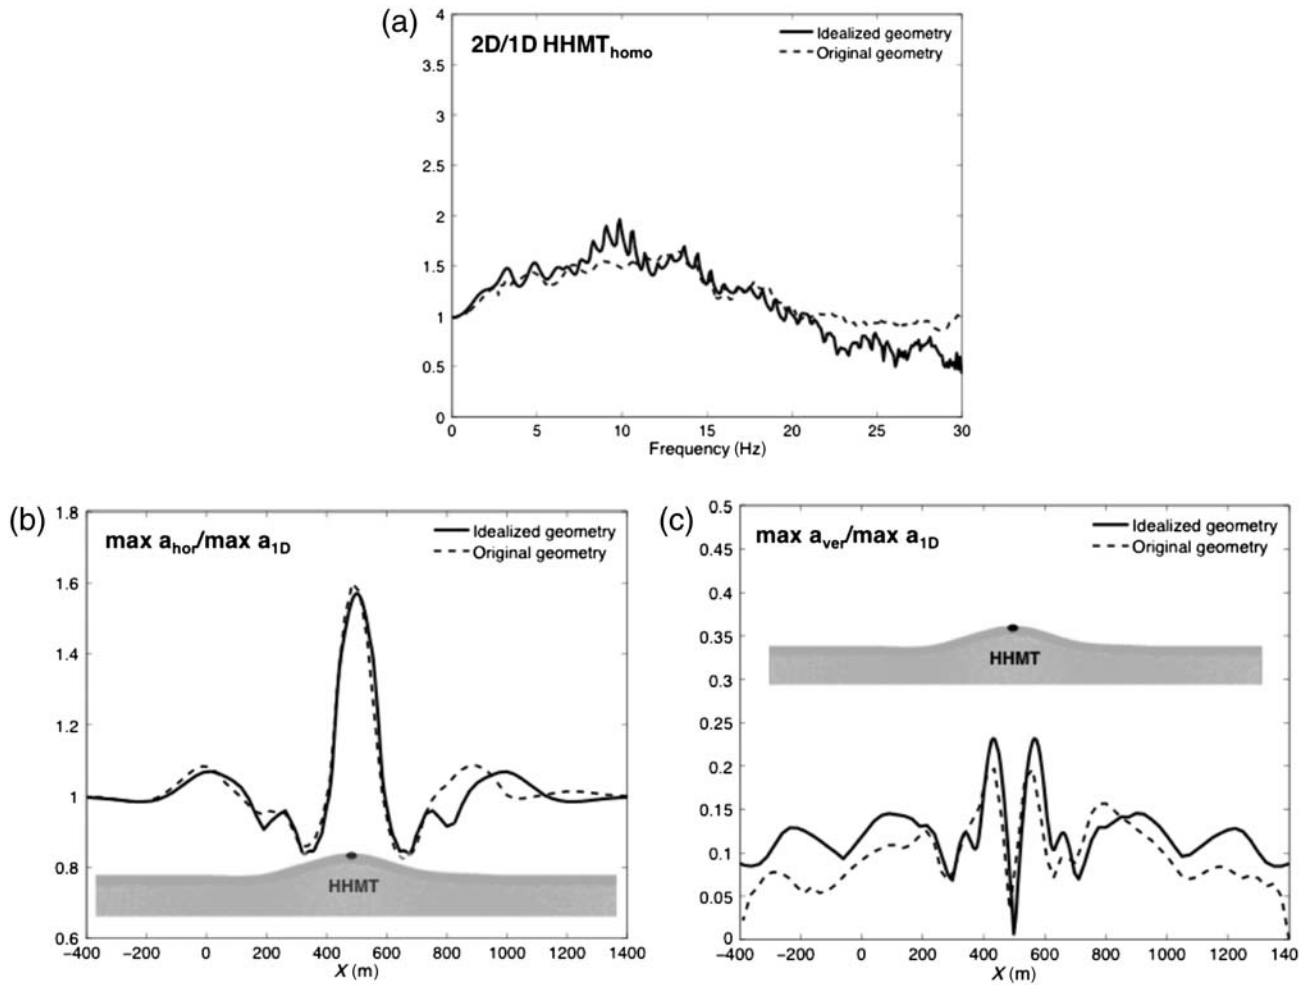 (a)
2D/1D HHMT_homo
Idealized geometry
Original geometry
4
3.5
3
2.5
2
1.5
1
0.5
0
0 5 10 15 20 25 30
Frequency (Hz)
(b)
max a_hor/max a_1D
Idealized geometry
Original geometry
1.8
1.6
1.4
1.2
1
0.8
0.6
HHMT
−400 −200 0 200 400 600 800 1000 1200 1400
X (m)
(c)
max a_ver/max a_1D
Idealized geometry
Original geometry
0.5
0.45
0.4
0.35
0.3
0.25
0.2
0.15
0.1
0.05
0
HHMT
−400 −200 0 200 400 600 800 1000 1200 140
X (m)